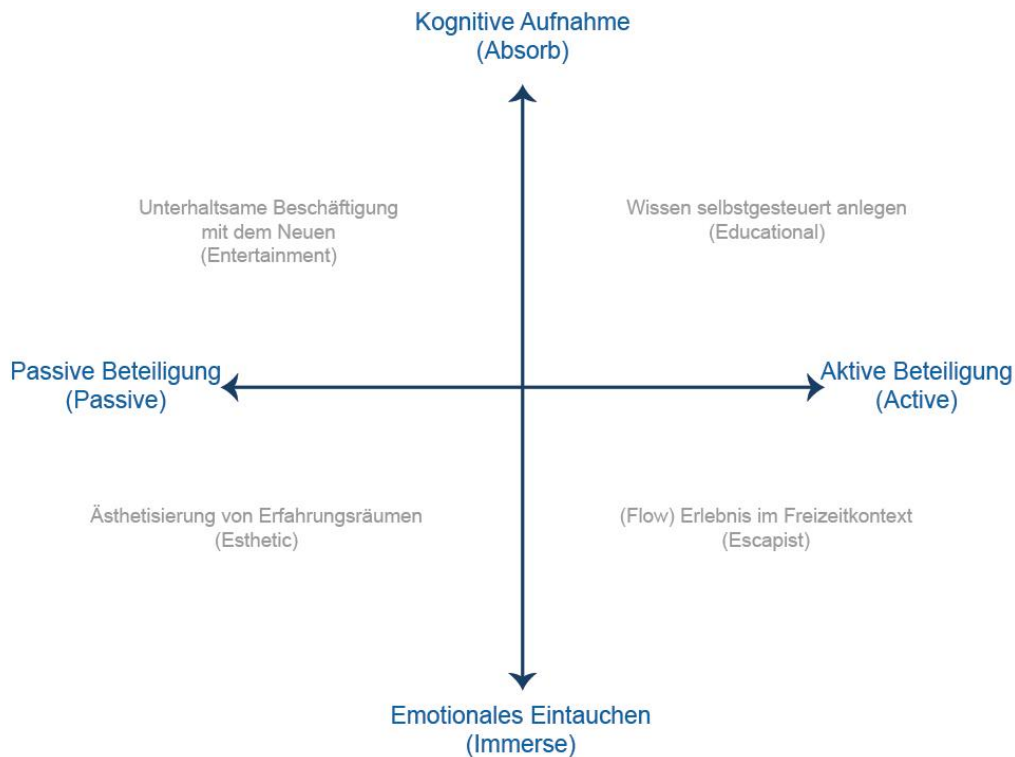 Kognitive Aufnahme
(Absorb)
Unterhaltsame Beschäftigung
mit dem Neuen
(Entertainment)
Wissen selbstgesteuert anlegen
(Educational)
Passive Beteiligung
(Passive)
Aktive Beteiligung
(Active)
Ästhetisierung von Erfahrungsräumen
(Esthetic)
(Flow) Erlebnis im Freizeitkontext
(Escapist)
Emotionales Eintauchen
(Immerse)